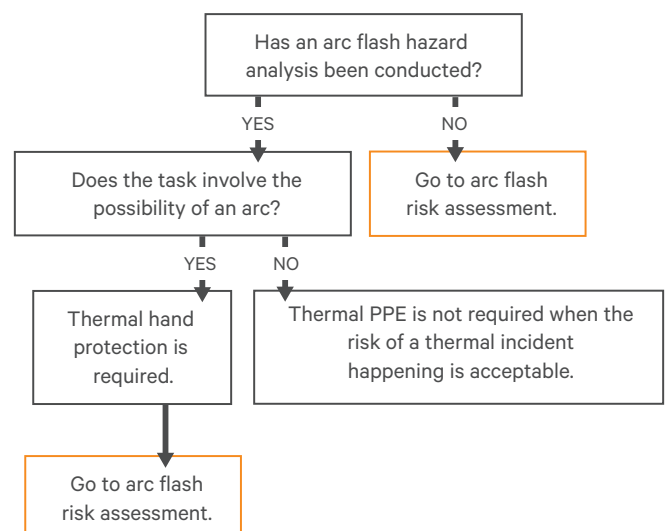 Has an arc flash hazard
analysis been conducted?
YES
NO
Does the task involve the
possibility of an arc?
Go to arc flash
risk assessment.
YES
NO
Thermal hand
protection is
required.
Thermal PPE is not required when the
risk of a thermal incident
happening is acceptable.
Go to arc flash
risk assessment.